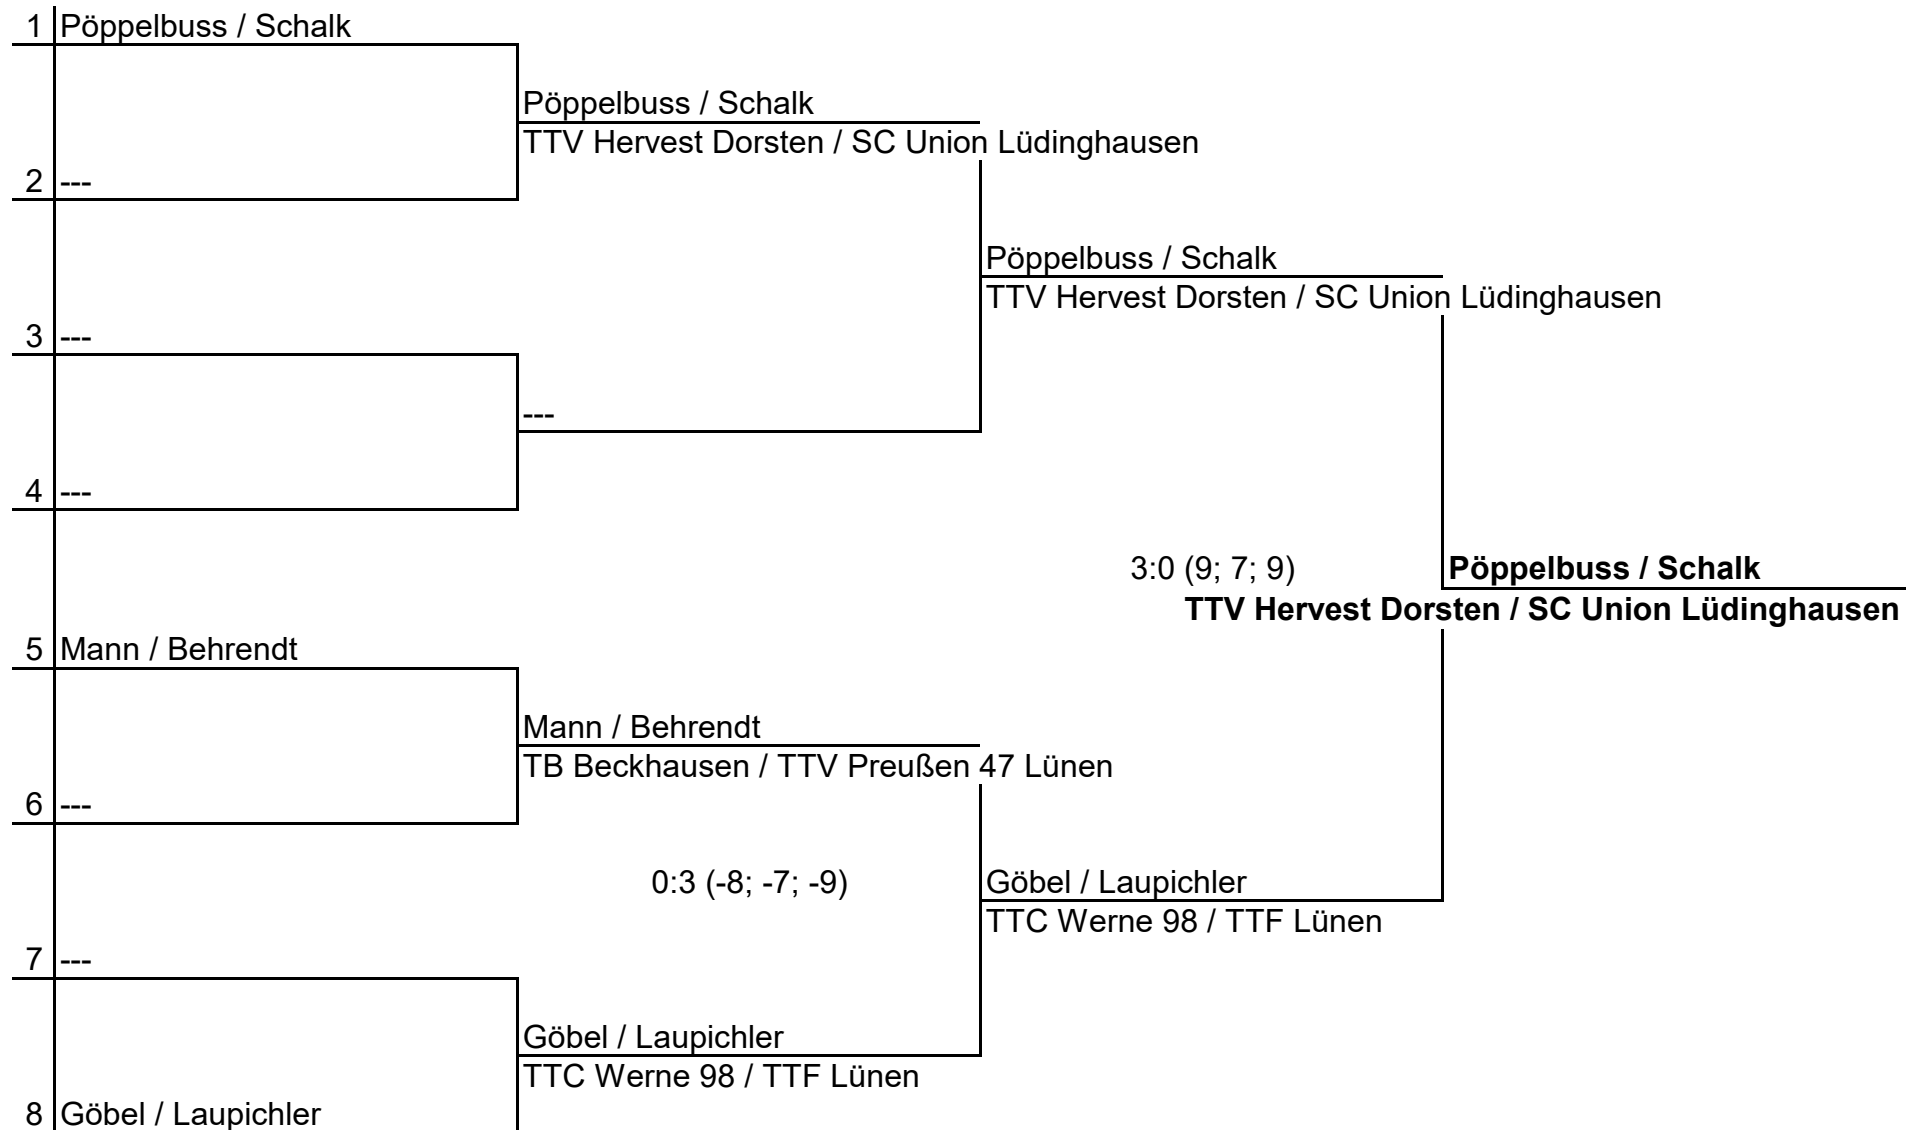 1 Pöppelbuss / Schalk
Pöppelbuss / Schalk
TTV Hervest Dorsten / SC Union Lüdinghausen
2 ---
Pöppelbuss / Schalk
TTV Hervest Dorsten / SC Union Lüdinghausen
3 ---
---
4 ---
3:0 (9; 7; 9) Pöppelbuss / Schalk
TTV Hervest Dorsten / SC Union Lüdinghausen
5 Mann / Behrendt
Mann / Behrendt
TB Beckhausen / TTV Preußen 47 Lünen
6 ---
0:3 (-8; -7; -9) Göbel / Laupichler
TTC Werne 98 / TTF Lünen
7 ---
Göbel / Laupichler
TTC Werne 98 / TTF Lünen
8 Göbel / Laupichler